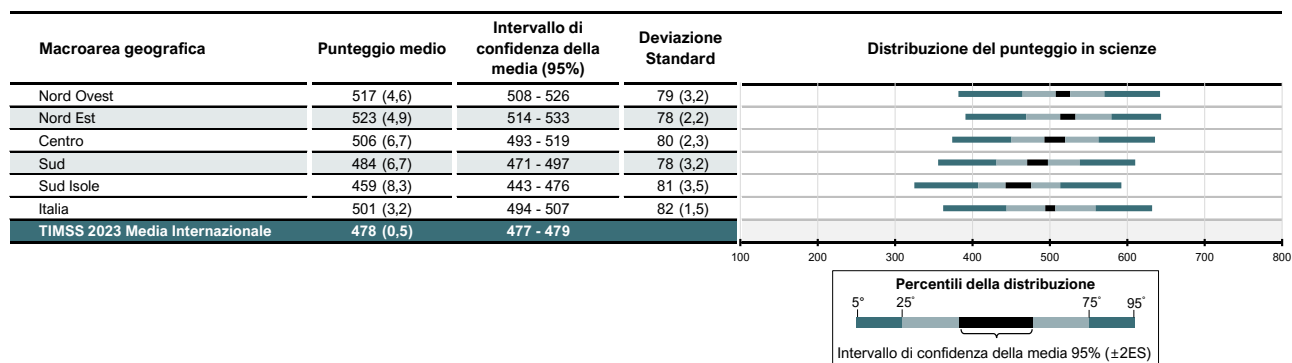 Macroarea geografica
Punteggio medio
Intervallo di
confidenza della
media (95%)
Deviazione
Standard
Distribuzione del punteggio in scienze
Nord Ovest 517 (4,6) 508 - 526 79 (3,2)
Nord Est 523 (4,9) 514 - 533 78 (2,2)
Centro 506 (6,7) 493 - 519 80 (2,3)
Sud 484 (6,7) 471 - 497 78 (3,2)
Sud Isole 459 (8,3) 443 - 476 81 (3,5)
Italia 501 (3,2) 494 - 507 82 (1,5)
TIMSS 2023 Media Internazionale 478 (0,5) 477 - 479
100 200 300 400 500 600 700 800
Percentili della distribuzione
5° 25° 75° 95°
Intervallo di confidenza della media 95% (±2ES)